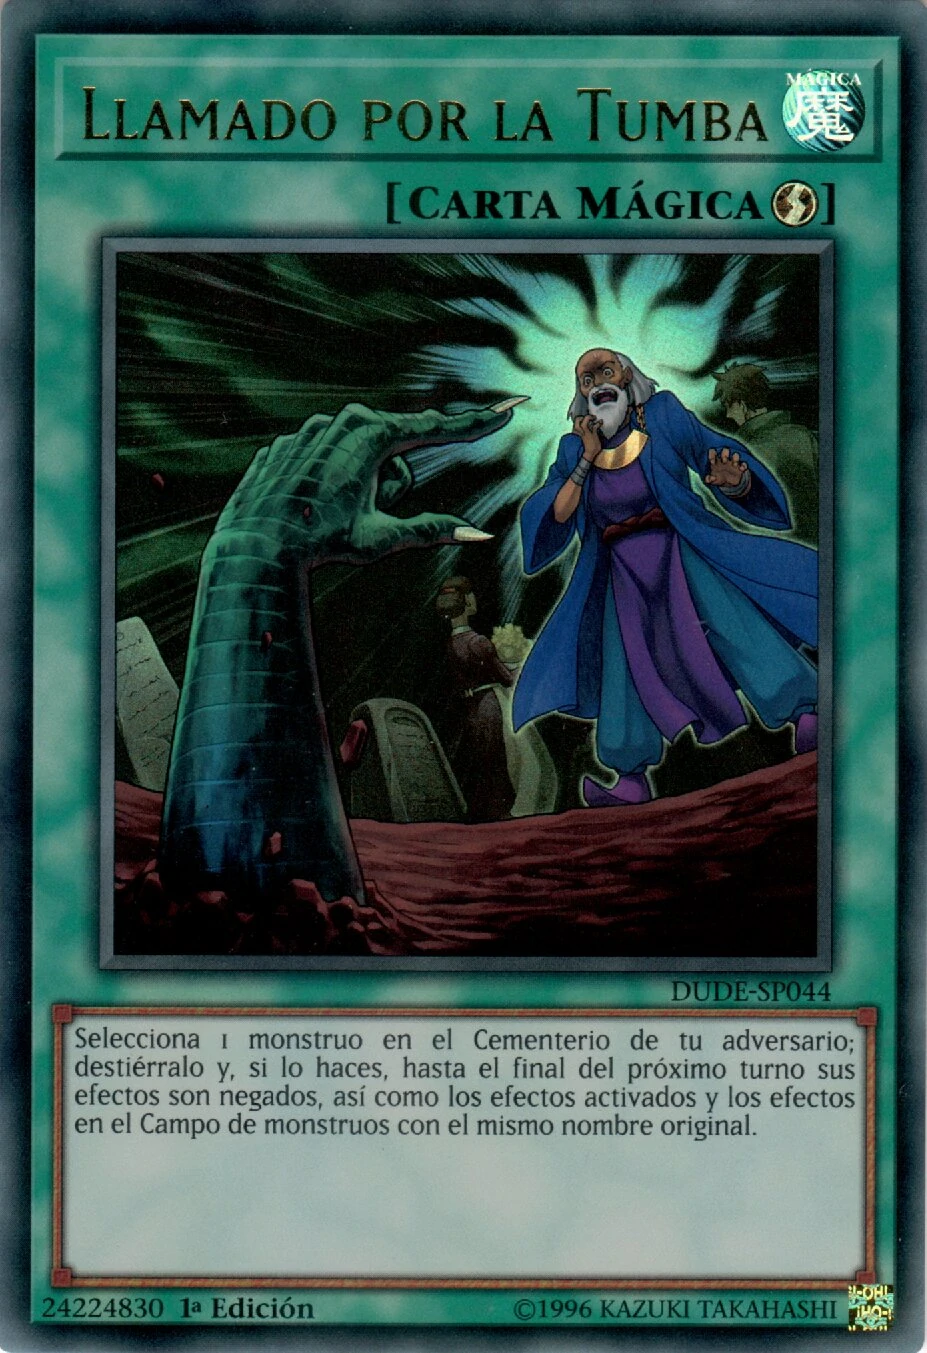 LLAMADO POR LA TUMBA
MÁGICA
魔
[CARTA MÁGICA]
DUDE-SP044
Selecciona 1 monstruo en el Cementerio de tu adversario;
destiérralo y, si lo haces, hasta el final del próximo turno sus
efectos son negados, así como los efectos activados y los efectos
en el Campo de monstruos con el mismo nombre original.
24224830 1ª Edición
©1996 KAZUKI TAKAHASHI